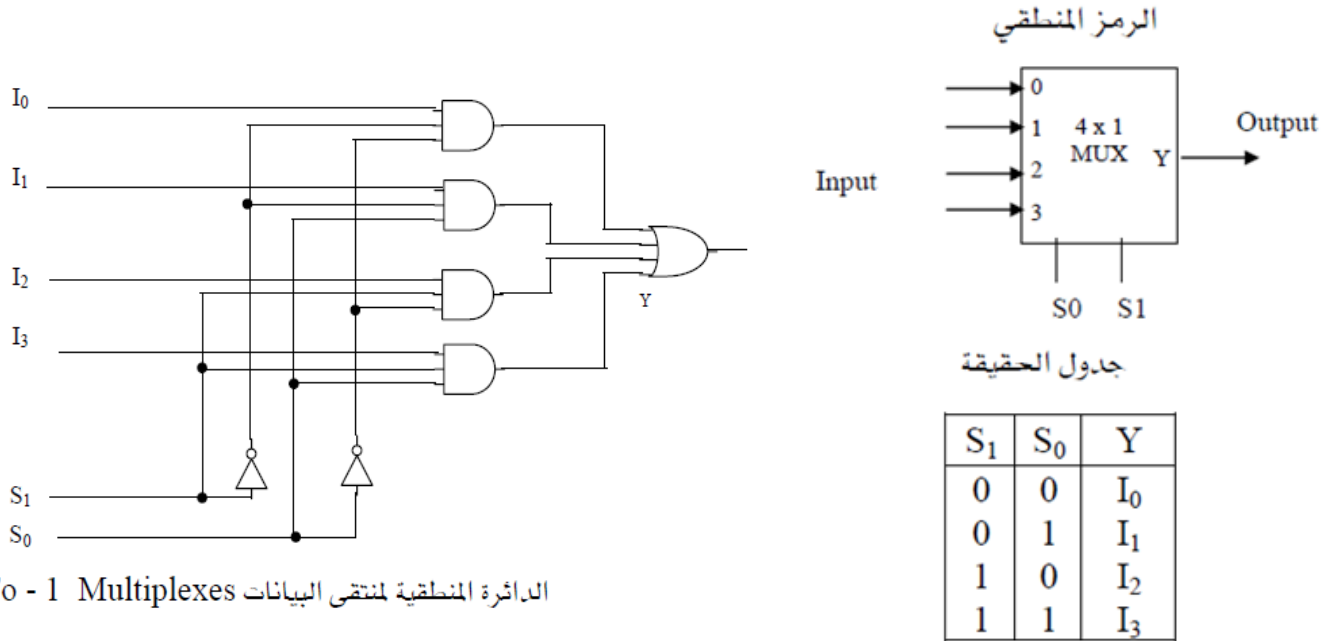 I₀
I₁
I₂
I₃
Y
S₁
S₀
o - 1 Multiplexes الدائرة المنطقية لمنتقى البيانات
الرمز المنطقي
0
1
2
3
4 x 1
MUX
Y
Input
Output
S0 S1
جدول الحقيقة
S₁ S₀ Y
0 0 I₀
0 1 I₁
1 0 I₂
1 1 I₃